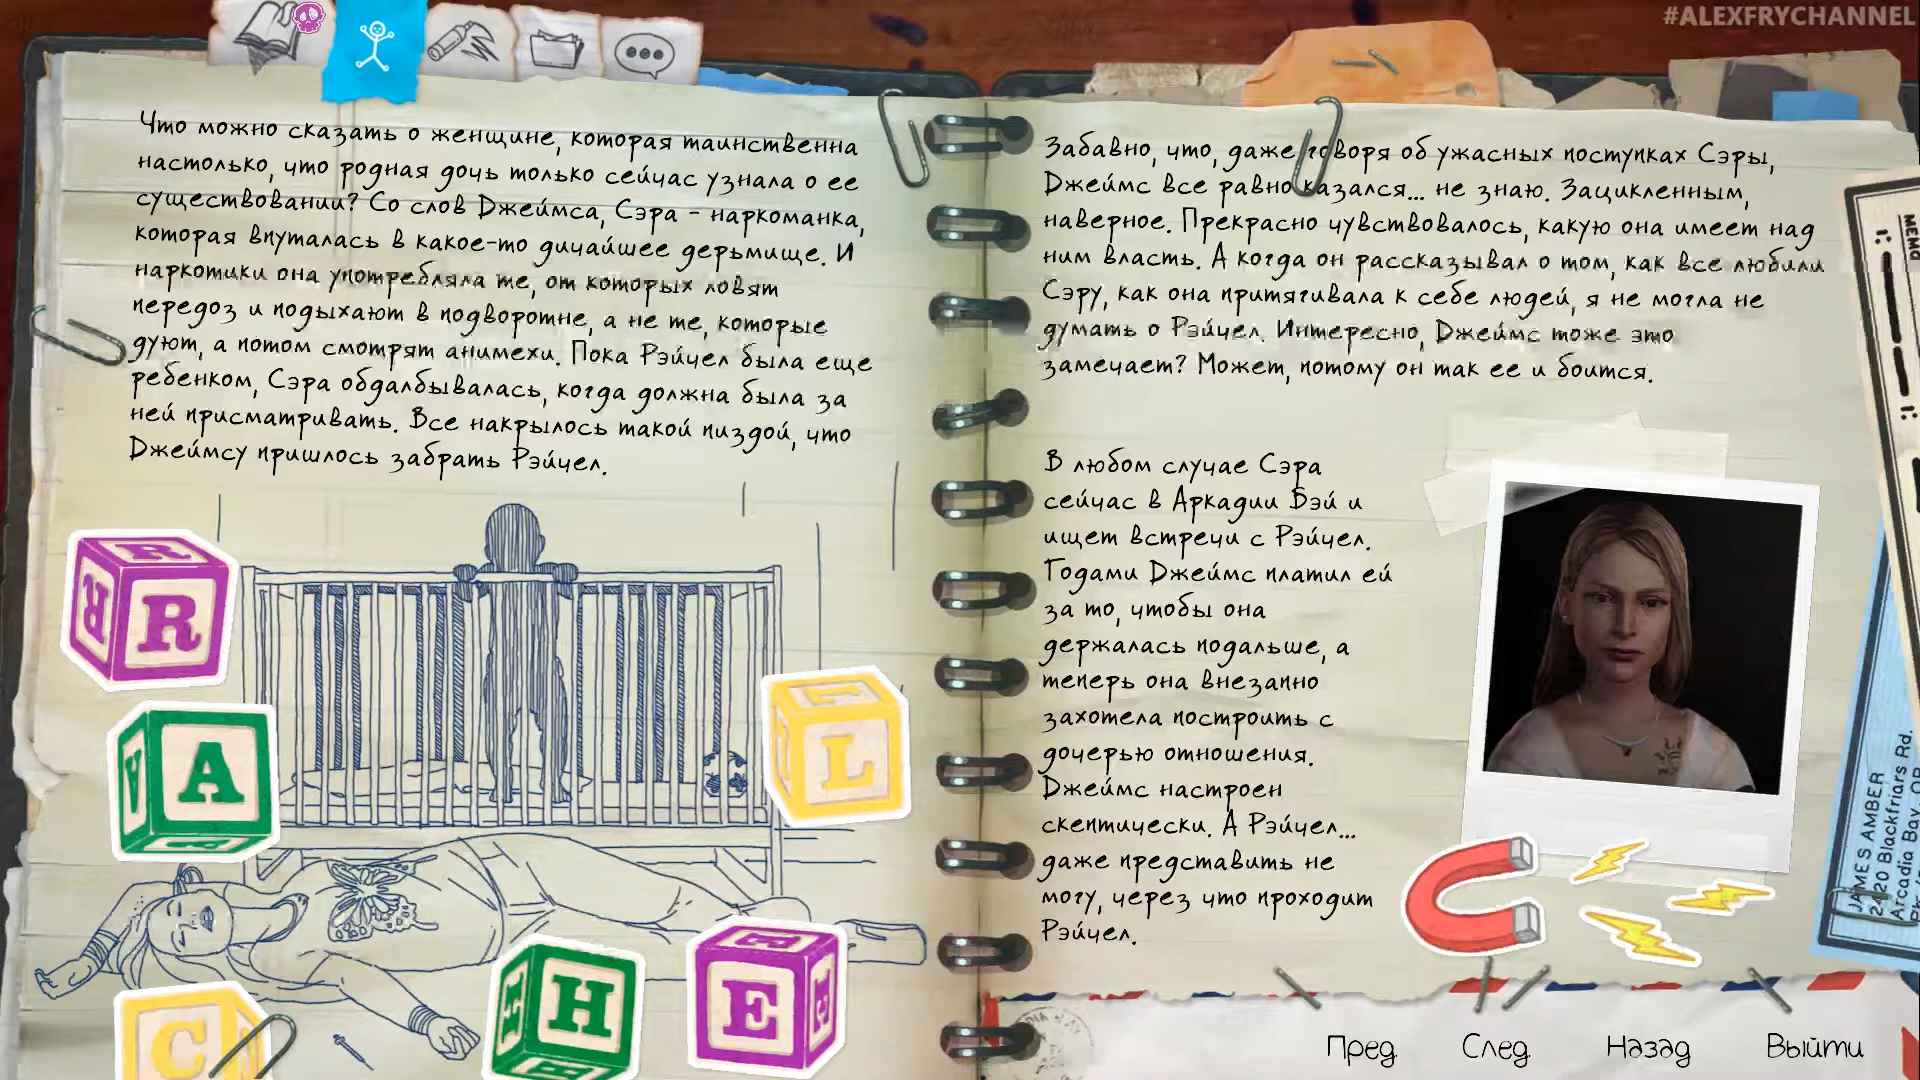 #ALEXFRYCHANNEL
Что можно сказать о женщине, которая таинственна
настолько, что родная дочь только сейчас узнала о ее
существовании? Со слов Джеймса, Сэра - наркоманка,
которая впуталась в какое-то дичайшее дерьмище. И
наркотики она употребляла те, от которых ловят
передоз и подыхают в подворотне, а не те, которые
дуют, а потом смотрят анимехи. Пока Рэйчел была еще
ребенком, Сэра обдалбывалась, когда должна была за
ней присматривать. Все накрылось такой пиздой, что
Джеймсу пришлось забрать Рэйчел.
R
A
C
H
E
L
Забавно, что, даже говоря об ужасных поступках Сэры,
Джеймс все равно казался... не знаю. Зацикленным,
наверное. Прекрасно чувствовалось, какую она имеет над
ним власть. А когда он рассказывал о том, как все любили
Сэру, как она притягивала к себе людей, я не могла не
думать о Рэйчел. Интересно, Джеймс тоже это
замечает? Может, потому он так ее и боится.
В любом случае Сэра
сейчас в Аркадии Бэй и
ищет встречи с Рэйчел.
Годами Джеймс платил ей
за то, чтобы она
держалась подальше, а
теперь она внезапно
захотела построить с
дочерью отношения.
Джеймс настроен
скептически. А Рэйчел...
даже представить не
могу, через что проходит
Рэйчел.
MEMO
JAMES AMBER
2420 Blackfriars Rd.
Arcadia Bay, OR
Пред
След
Назад
Выйти